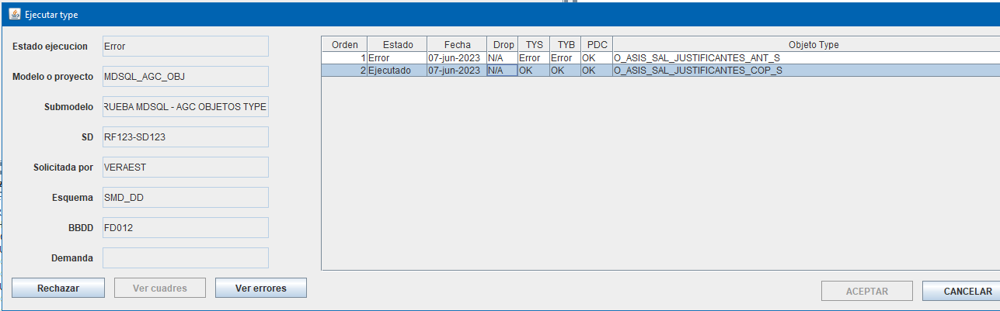 Ejecutar type
Estado ejecucion Error
Modelo o proyecto MDSQL_AGC_OBJ
Submodelo RUEBA MDSQL - AGC OBJETOS TYPE
SD RF123-SD123
Solicitada por VERAEST
Esquema SMD_DD
BBDD FD012
Demanda
Rechazar Ver cuadres Ver errores
Orden Estado Fecha Drop TYS TYB PDC Objeto Type
1 Error 07-jun-2023 N/A Error Error OK O_ASIS_SAL_JUSTIFICANTES_ANT_S
2 Ejecutado 07-jun-2023 N/A OK OK OK O_ASIS_SAL_JUSTIFICANTES_COP_S
ACEPTAR CANCELAR